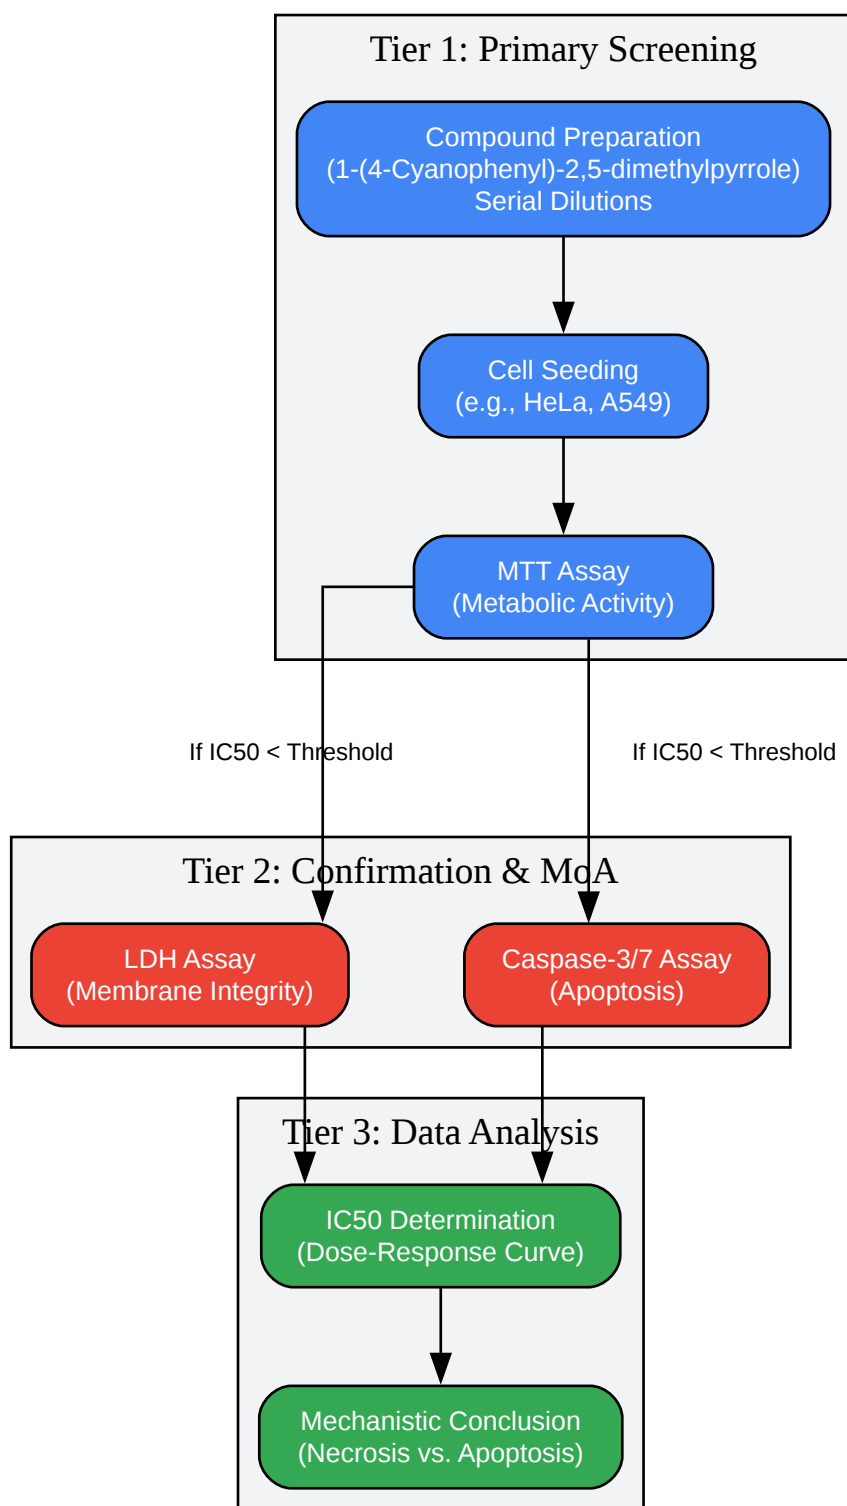 Tier 1: Primary Screening
Compound Preparation
(1-(4-Cyanophenyl)-2,5-dimethylpyrrole)
Serial Dilutions
Cell Seeding
(e.g., HeLa, A549)
MTT Assay
(Metabolic Activity)
If IC50 < Threshold
If IC50 < Threshold
Tier 2: Confirmation & MoA
LDH Assay
(Membrane Integrity)
Caspase-3/7 Assay
(Apoptosis)
Tier 3: Data Analysis
IC50 Determination
(Dose-Response Curve)
Mechanistic Conclusion
(Necrosis vs. Apoptosis)